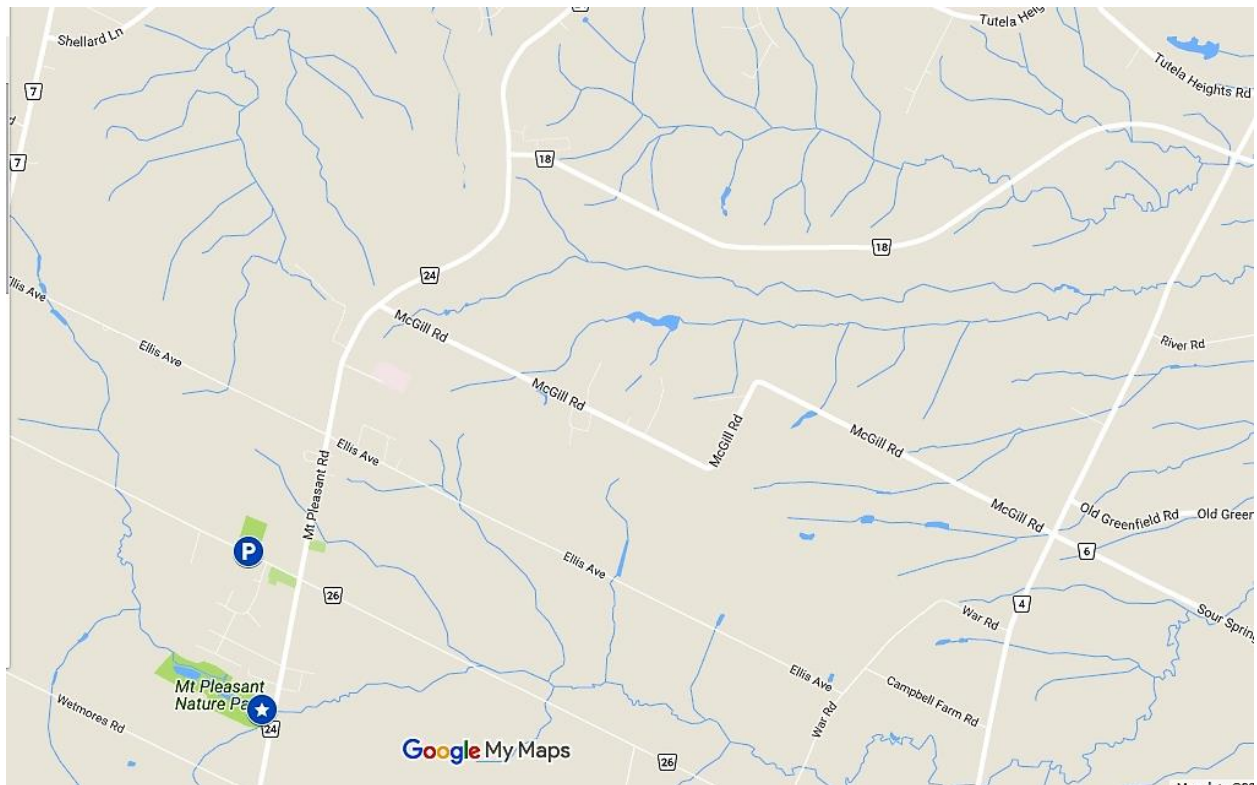 Shellard Ln
7
Tutela Heights Rd
7
18
18
24
Ellis Ave
McGill Rd
Ellis Ave
River Rd
McGill Rd
McGill Rd
McGill Rd
Ellis Ave
Mt Pleasant Rd
McGill Rd
Old Greenfield Rd
Old Green
P
6
Ellis Ave
26
4
War Rd
Sour Spring
Mt Pleasant
Nature Pa
Ellis Ave
Campbell Farm Rd
Wetmores Rd
24
War Rd
Google My Maps
26